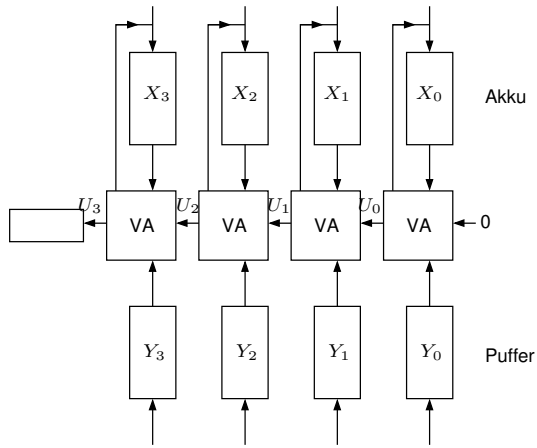 X₃ X₂ X₁ X₀ Akku
U₃ VA U₂ VA U₁ VA U₀ VA 0
Y₃ Y₂ Y₁ Y₀ Puffer